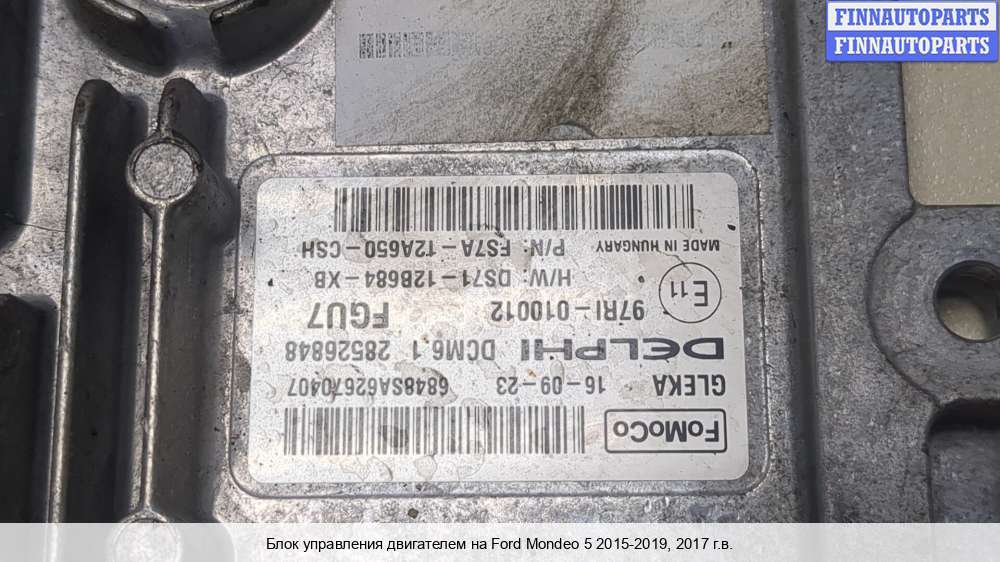 FINNAUTOPARTS
FINNAUTOPARTS
FoMoCo
GLEKA 16-09-23 6848SA62670407
DELPHI DCM6.1 28526848
97RI-010012 FGU7
E11
H/W: DS71-12B684-XB
P/N: FS7A-12A650-CSH
MADE IN HUNGARY
Блок управления двигателем на Ford Mondeo 5 2015-2019, 2017 г.в.